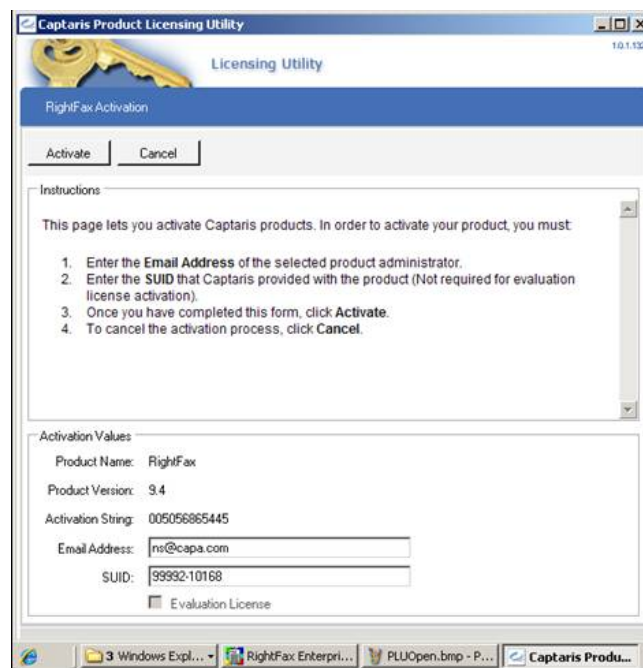 Captaris Product Licensing Utility
1.0.1.132
Licensing Utility
RightFax Activation
Activate Cancel
Instructions
This page lets you activate Captaris products. In order to activate your product, you must:
1. Enter the Email Address of the selected product administrator.
2. Enter the SUID that Captaris provided with the product (Not required for evaluation
license activation).
3. Once you have completed this form, click Activate.
4. To cancel the activation process, click Cancel.
Activation Values
Product Name: RightFax
Product Version: 9.4
Activation String: 005056865445
Email Address: ns@capa.com
SUID: 99992-10168
Evaluation License
3 Windows Expl... RightFax Enterpri... PLUOpen.bmp - P... Captaris Produ...